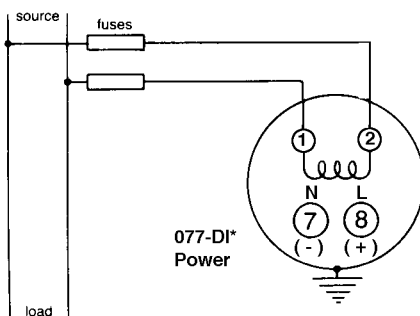 source
fuses
1 2
N L
7 8
(-) (+)
077-DI*
Power
load